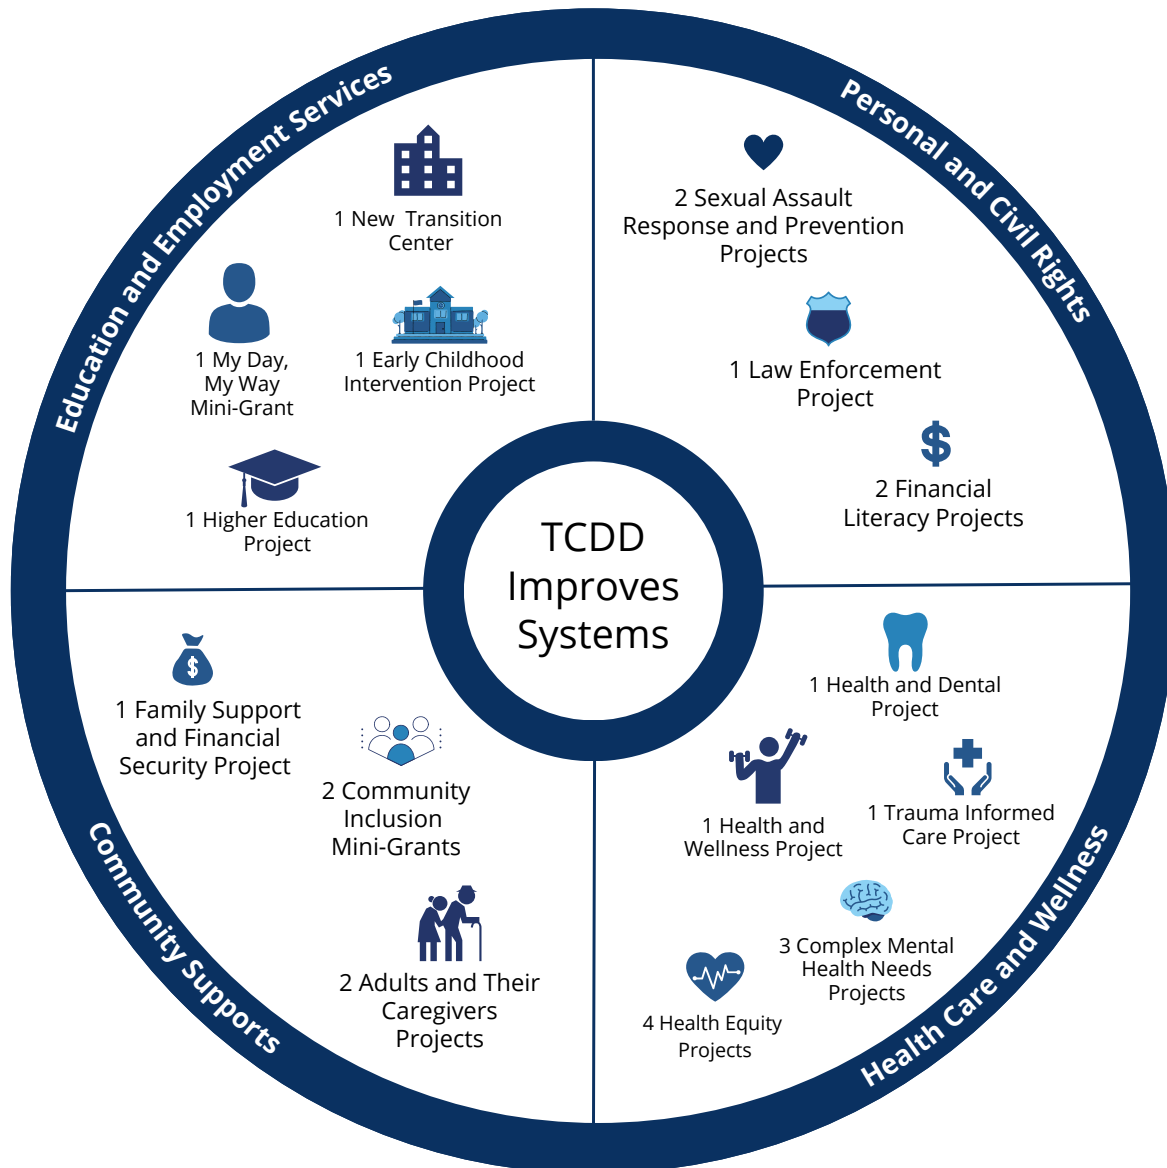 Education and Employment Services
1 New Transition
Center
1 My Day,
My Way
Mini-Grant
1 Early Childhood
Intervention Project
1 Higher Education
Project
Personal and Civil Rights
2 Sexual Assault
Response and Prevention
Projects
1 Law Enforcement
Project
$
2 Financial
Literacy Projects
TCDD
Improves
Systems
Community Supports
$
1 Family Support
and Financial
Security Project
2 Community
Inclusion
Mini-Grants
2 Adults and Their
Caregivers
Projects
Health Care and Wellness
1 Health and Dental
Project
1 Health and
Wellness Project
1 Trauma Informed
Care Project
3 Complex Mental
Health Needs
Projects
4 Health Equity
Projects